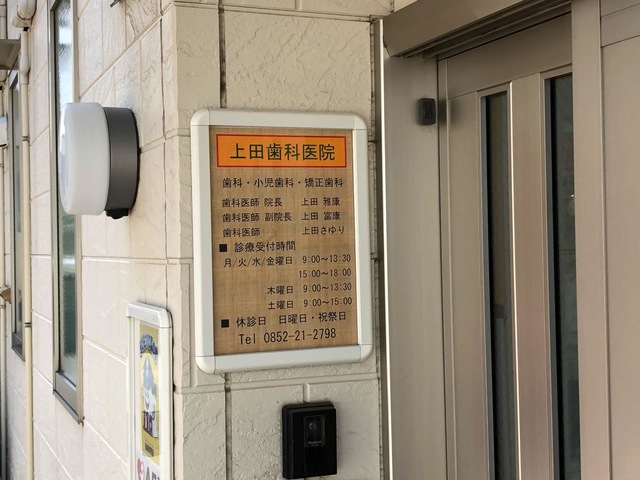 上田歯科医院
歯科・小児歯科・矯正歯科
歯科医師 院長 上田 雅康
歯科医師 副院長 上田 富康
歯科医師 上田さゆり
■ 診療受付時間
月/火/水/金曜日 9:00～13:30
15:00～18:00
木曜日 9:00～13:30
土曜日 9:00～15:00
■ 休診日 日曜日・祝祭日
Tel 0852-21-2798